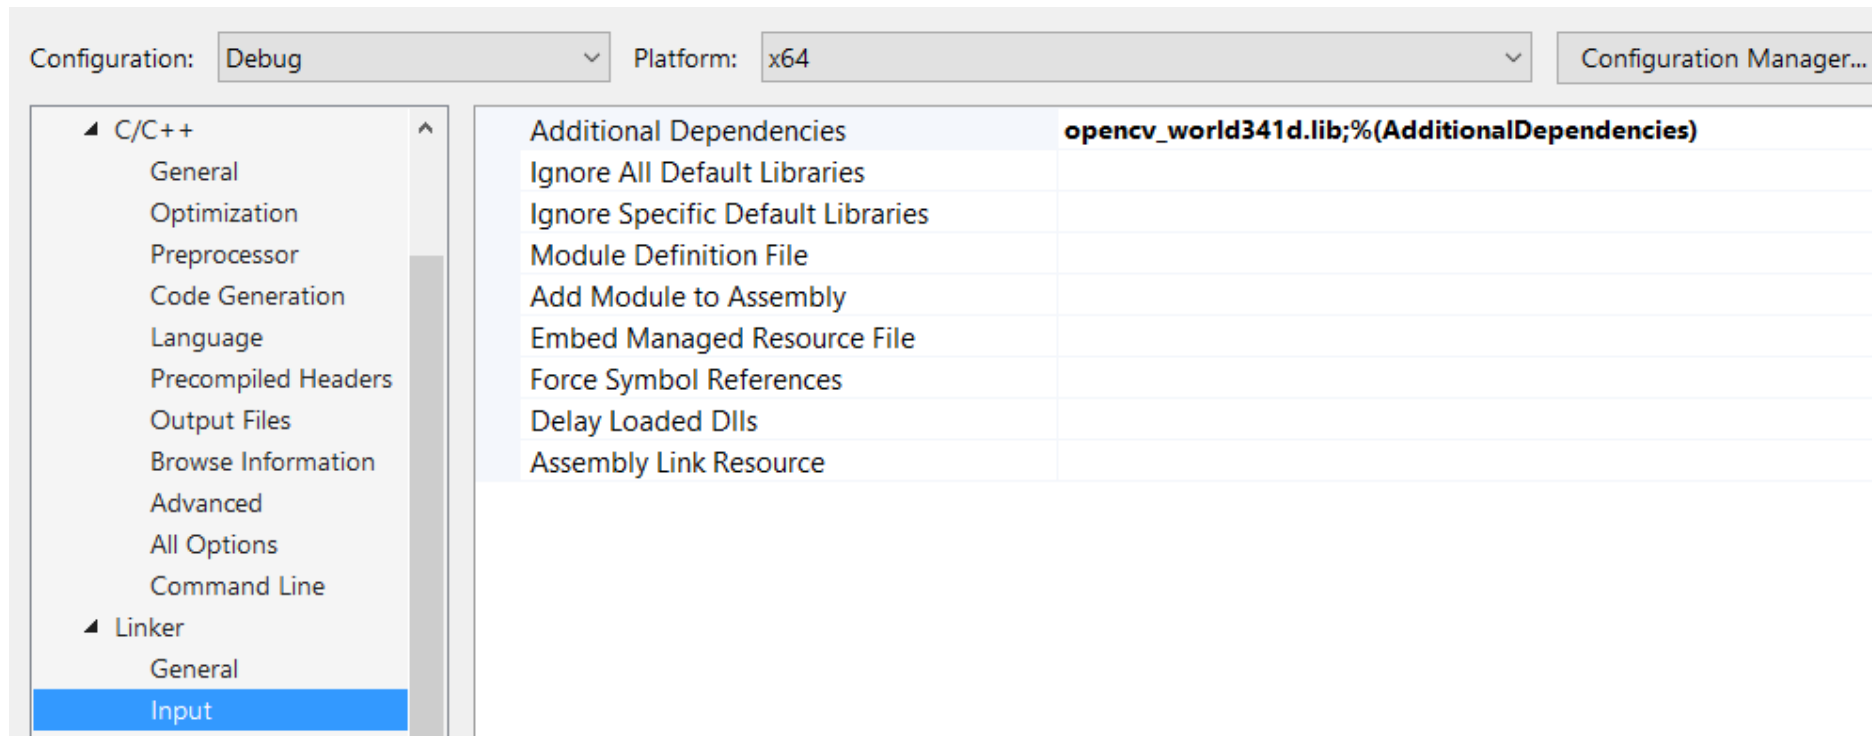 Configuration: Debug Platform: x64 Configuration Manager...
C/C++
General
Optimization
Preprocessor
Code Generation
Language
Precompiled Headers
Output Files
Browse Information
Advanced
All Options
Command Line
Linker
General
Input
Additional Dependencies opencv_world341d.lib;%(AdditionalDependencies)
Ignore All Default Libraries
Ignore Specific Default Libraries
Module Definition File
Add Module to Assembly
Embed Managed Resource File
Force Symbol References
Delay Loaded Dlls
Assembly Link Resource